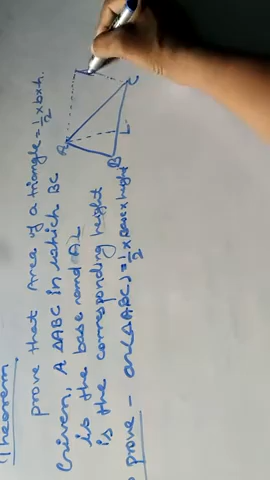 Theorem
prove that Area of a triangle = 1/2 x b x h.
Given, A ΔABC in which BC
is the base and AL
is the corresponding height
prove - ar(ΔABC) = 1/2 x Base x height
A
B
C
L